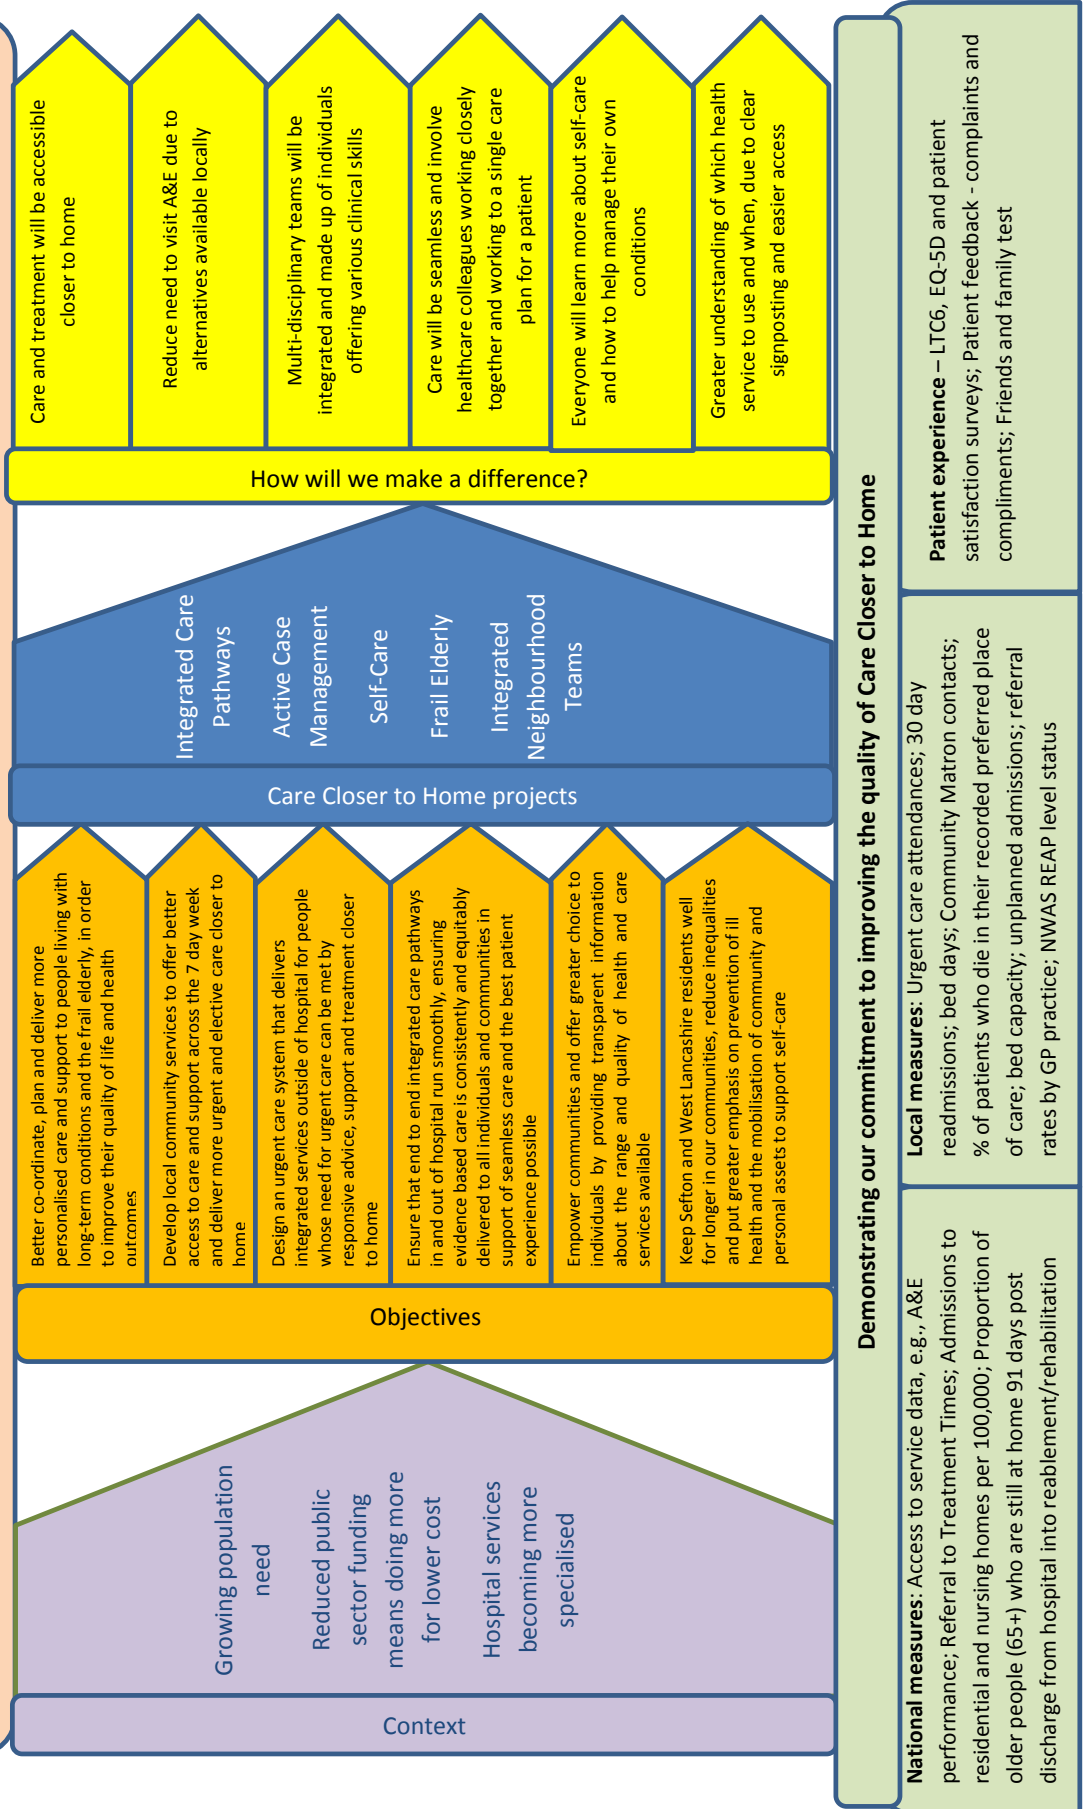 Context
Growing population
need
Reduced public
sector funding
means doing more
for lower cost
Hospital services
becoming more
specialised
Objectives
Better co-ordinate, plan and deliver more
personalised care and support to people living with
long-term conditions and the frail elderly, in order
to improve their quality of life and health
outcomes
Develop local community services to offer better
access to care and support across the 7 day week
and deliver more urgent and elective care closer to
home
Design an urgent care system that delivers
integrated services outside of hospital for people
whose need for urgent care can be met by
responsive advice, support and treatment closer
to home
Ensure that end to end integrated care pathways
in and out of hospital run smoothly, ensuring
evidence based care is consistently and equitably
delivered to all individuals and communities in
support of seamless care and the best patient
experience possible
Empower communities and offer greater choice to
individuals by providing transparent information
about the range and quality of health and care
services available
Keep Sefton and West Lancashire residents well
for longer in our communities, reduce inequalities
and put greater emphasis on prevention of ill
health and the mobilisation of community and
personal assets to support self-care
Care Closer to Home projects
Integrated Care
Pathways
Active Case
Management
Self-Care
Frail Elderly
Integrated
Neighbourhood
Teams
How will we make a difference?
Care and treatment will be accessible
closer to home
Reduce need to visit A&E due to
alternatives available locally
Multi-disciplinary teams will be
integrated and made up of individuals
offering various clinical skills
Care will be seamless and involve
healthcare colleagues working closely
together and working to a single care
plan for a patient
Everyone will learn more about self-care
and how to help manage their own
conditions
Greater understanding of which health
service to use and when, due to clear
signposting and easier access
Demonstrating our commitment to improving the quality of Care Closer to Home
National measures: Access to service data, e.g., A&E
performance; Referral to Treatment Times; Admissions to
residential and nursing homes per 100,000; Proportion of
older people (65+) who are still at home 91 days post
discharge from hospital into reablement/rehabilitation
Local measures: Urgent care attendances; 30 day
readmissions; bed days; Community Matron contacts;
% of patients who die in their recorded preferred place
of care; bed capacity; unplanned admissions; referral
rates by GP practice; NWAS REAP level status
Patient experience – LTC6, EQ-5D and patient
satisfaction surveys; Patient feedback - complaints and
compliments; Friends and family test